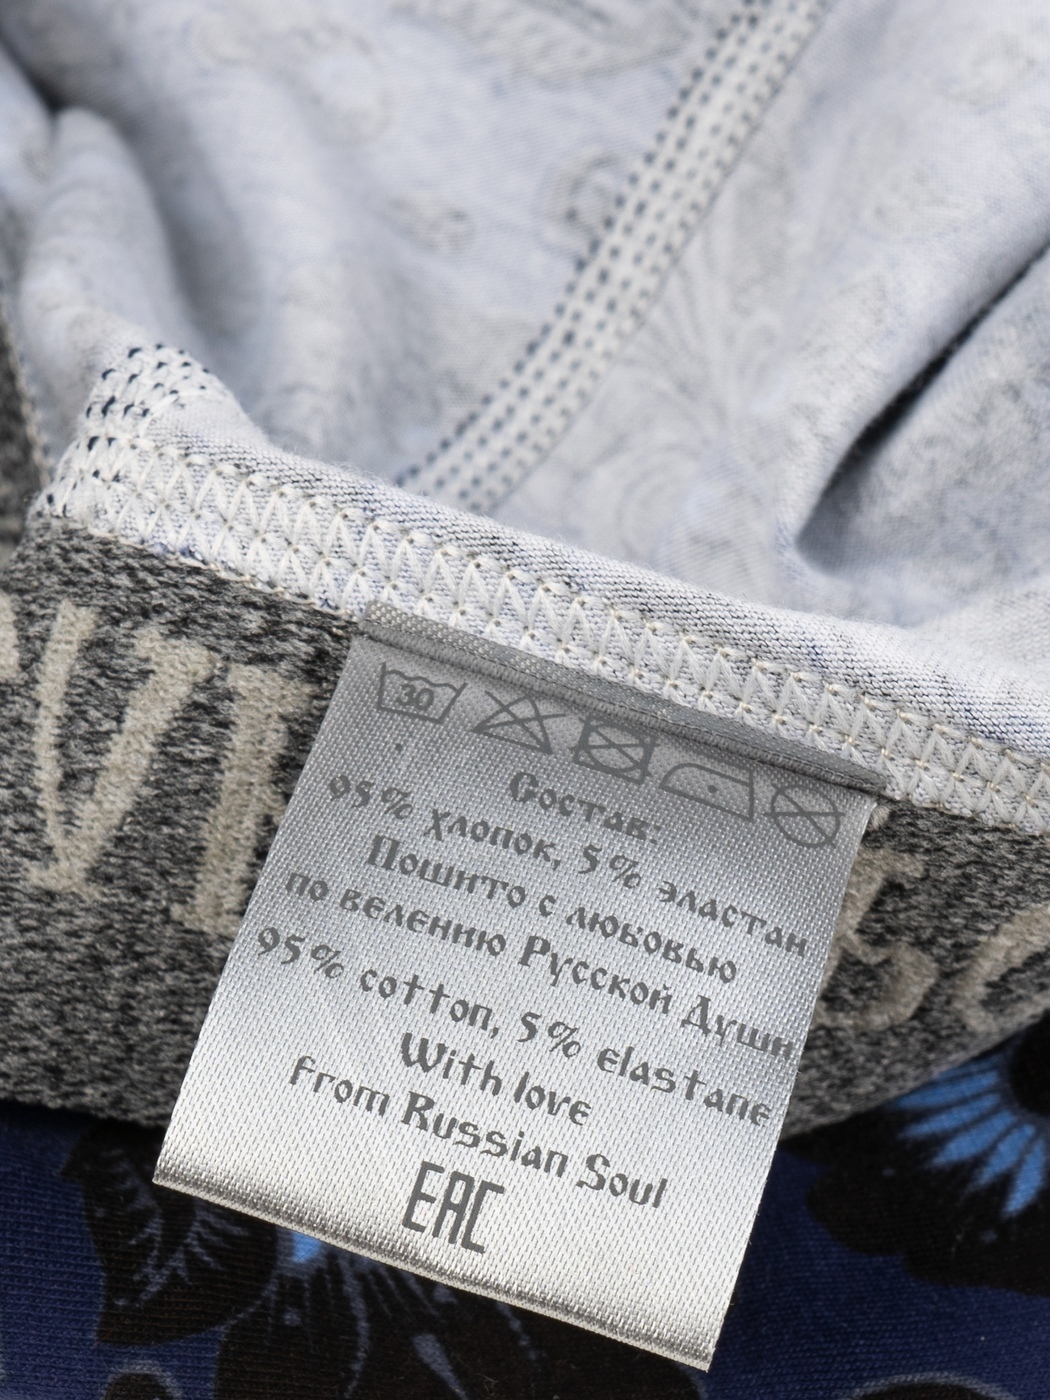 30
Состав:
95% хлопок, 5% эластан
Пошито с любовью
по велению Русской Души
95% cotton, 5% elastane
With love
from Russian Soul
EAC